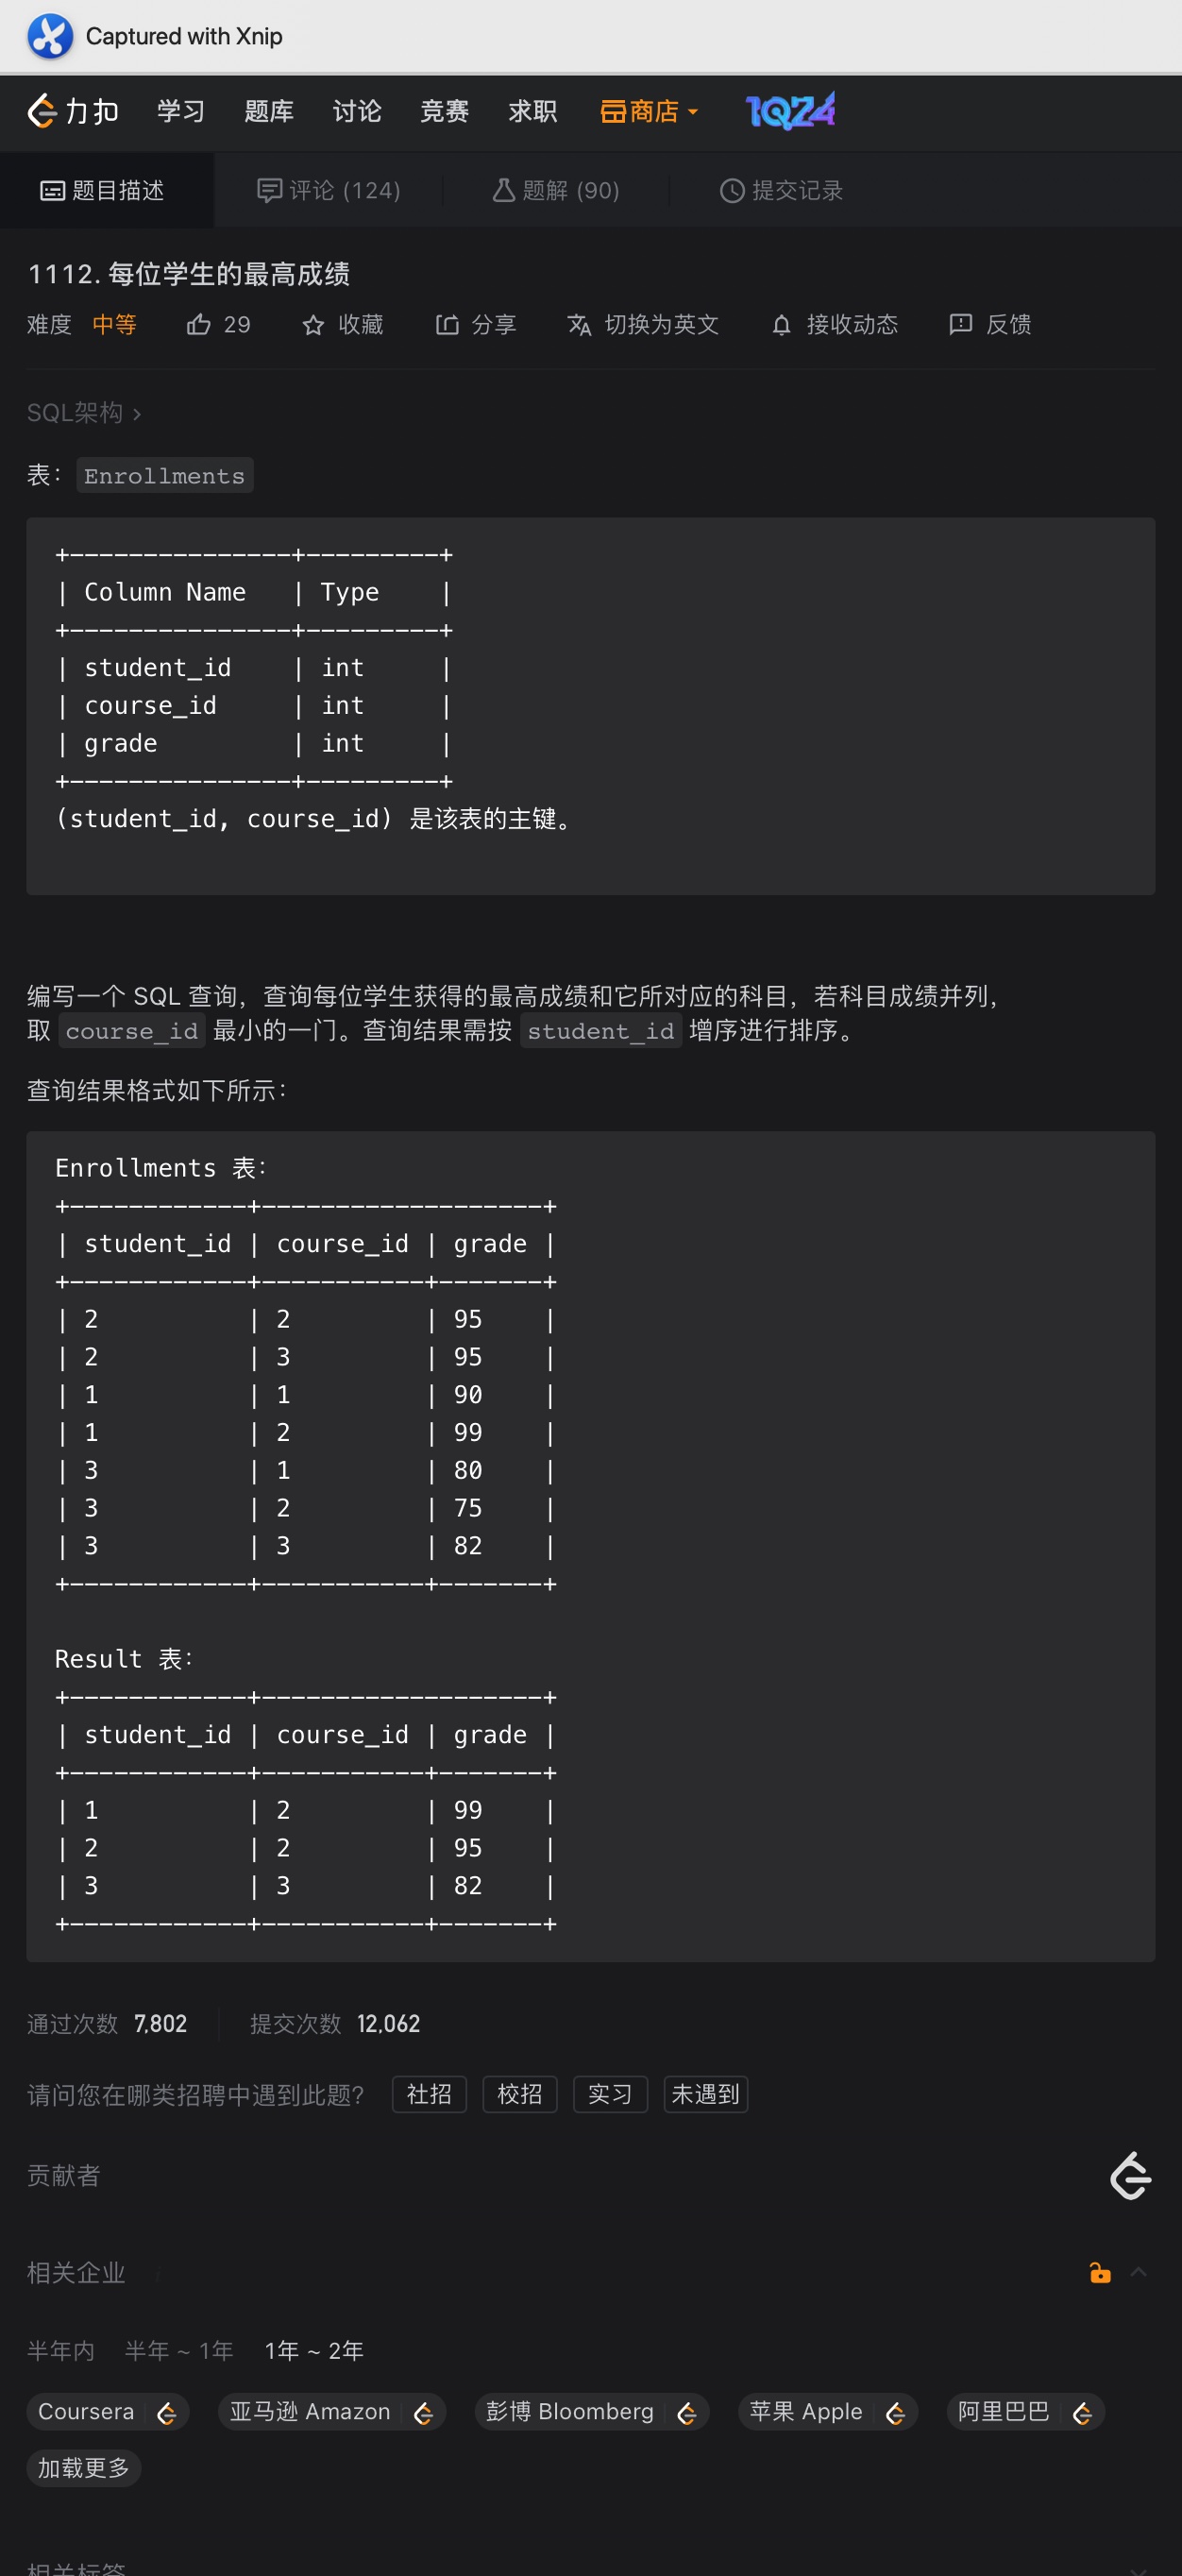 Captured with Xnip
力扣 学习 题库 讨论 竞赛 求职 商店 1024
题目描述 评论 (124) 题解 (90) 提交记录
1112. 每位学生的最高成绩
难度 中等 29 收藏 分享 切换为英文 接收动态 反馈
SQL架构 >
表： Enrollments
+---------------+---------+
| Column Name   | Type    |
+---------------+---------+
| student_id    | int     |
| course_id     | int     |
| grade         | int     |
+---------------+---------+
(student_id, course_id) 是该表的主键。
编写一个 SQL 查询，查询每位学生获得的最高成绩和它所对应的科目，若科目成绩并列，
取 course_id 最小的一门。查询结果需按 student_id 增序进行排序。
查询结果格式如下所示：
Enrollments 表：
+------------+-------------------+
| student_id | course_id | grade |
+------------+-----------+-------+
| 2          | 2         | 95    |
| 2          | 3         | 95    |
| 1          | 1         | 90    |
| 1          | 2         | 99    |
| 3          | 1         | 80    |
| 3          | 2         | 75    |
| 3          | 3         | 82    |
+------------+-----------+-------+
Result 表：
+------------+-------------------+
| student_id | course_id | grade |
+------------+-----------+-------+
| 1          | 2         | 99    |
| 2          | 2         | 95    |
| 3          | 3         | 82    |
+------------+-----------+-------+
通过次数 7,802 提交次数 12,062
请问您在哪类招聘中遇到此题? 社招 校招 实习 未遇到
贡献者
相关企业
半年内 半年 ~ 1年 1年 ~ 2年
Coursera 亚马逊 Amazon 彭博 Bloomberg 苹果 Apple 阿里巴巴
加载更多
相关标签